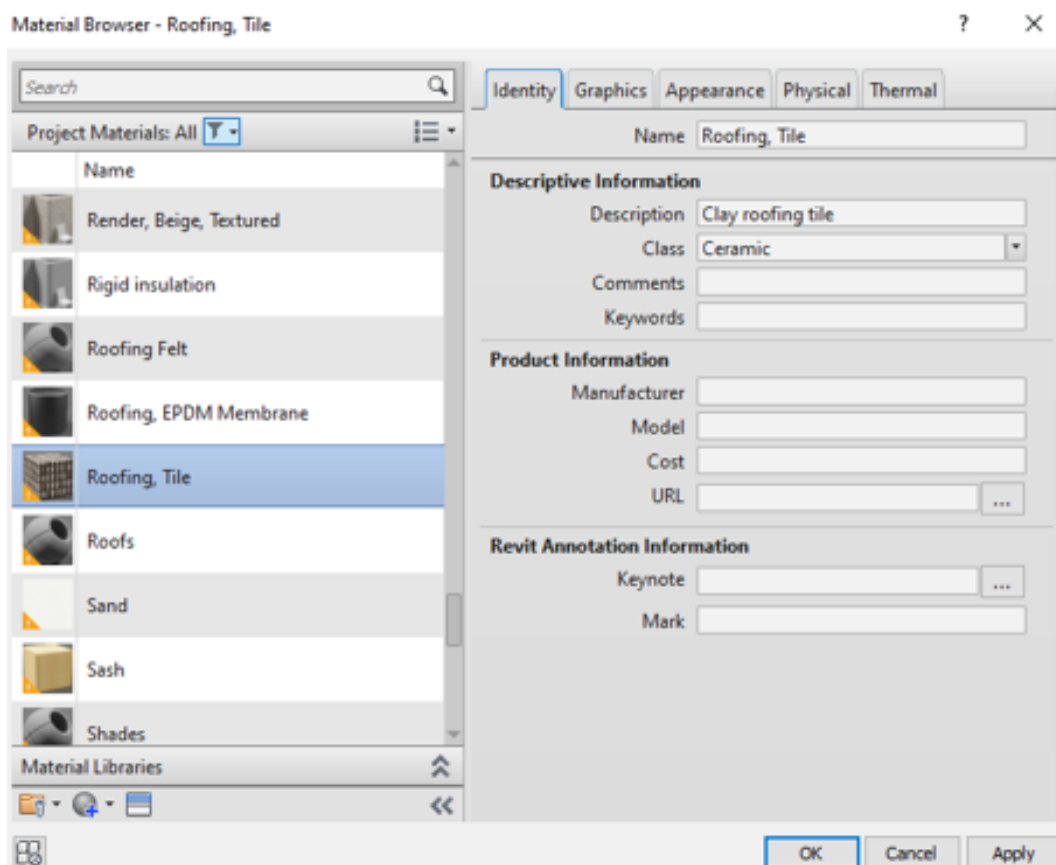 Material Browser - Roofing, Tile
?
Search
Project Materials: All
Name
Render, Beige, Textured
Rigid insulation
Roofing Felt
Roofing, EPDM Membrane
Roofing, Tile
Roofs
Sand
Sash
Shades
Material Libraries
Identity Graphics Appearance Physical Thermal
Name Roofing, Tile
Descriptive Information
Description Clay roofing tile
Class Ceramic
Comments
Keywords
Product Information
Manufacturer
Model
Cost
URL ...
Revit Annotation Information
Keynote ...
Mark
OK Cancel Apply